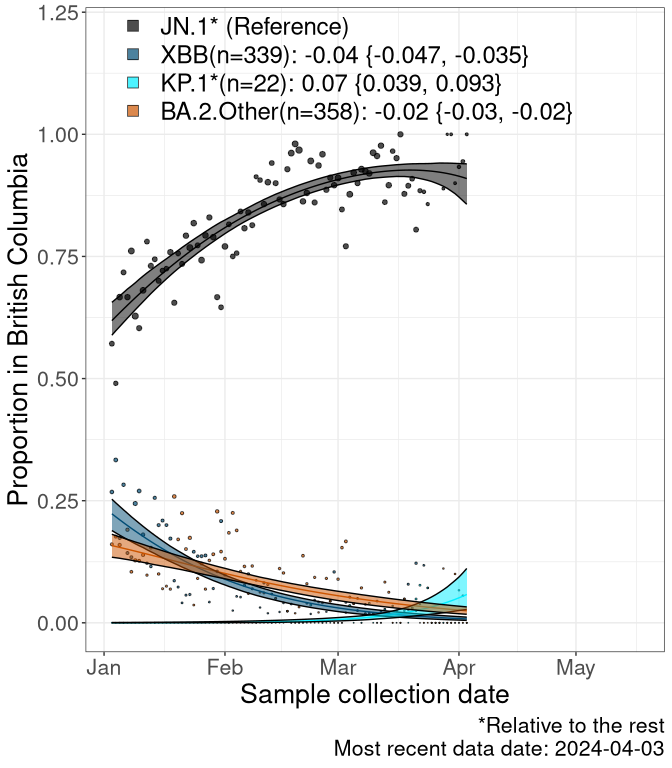 1.25
JN.1* (Reference)
XBB(n=339): -0.04 {-0.047, -0.035}
KP.1*(n=22): 0.07 {0.039, 0.093}
BA.2.Other(n=358): -0.02 {-0.03, -0.02}
1.00
0.75
0.50
0.25
0.00
Proportion in British Columbia
Jan Feb Mar Apr May
Sample collection date
*Relative to the rest
Most recent data date: 2024-04-03